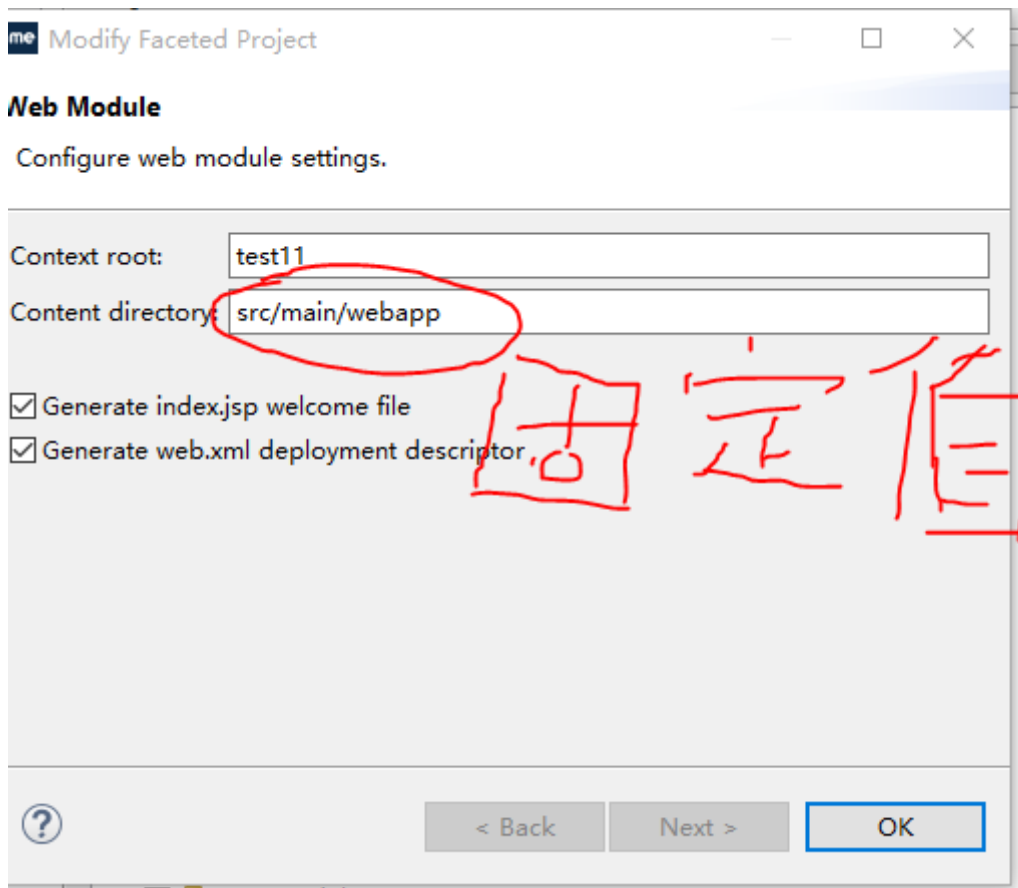 me Modify Faceted Project
Web Module
Configure web module settings.
Context root: test11
Content directory: src/main/webapp
固定值
Generate index.jsp welcome file
Generate web.xml deployment descriptor
? < Back Next > OK